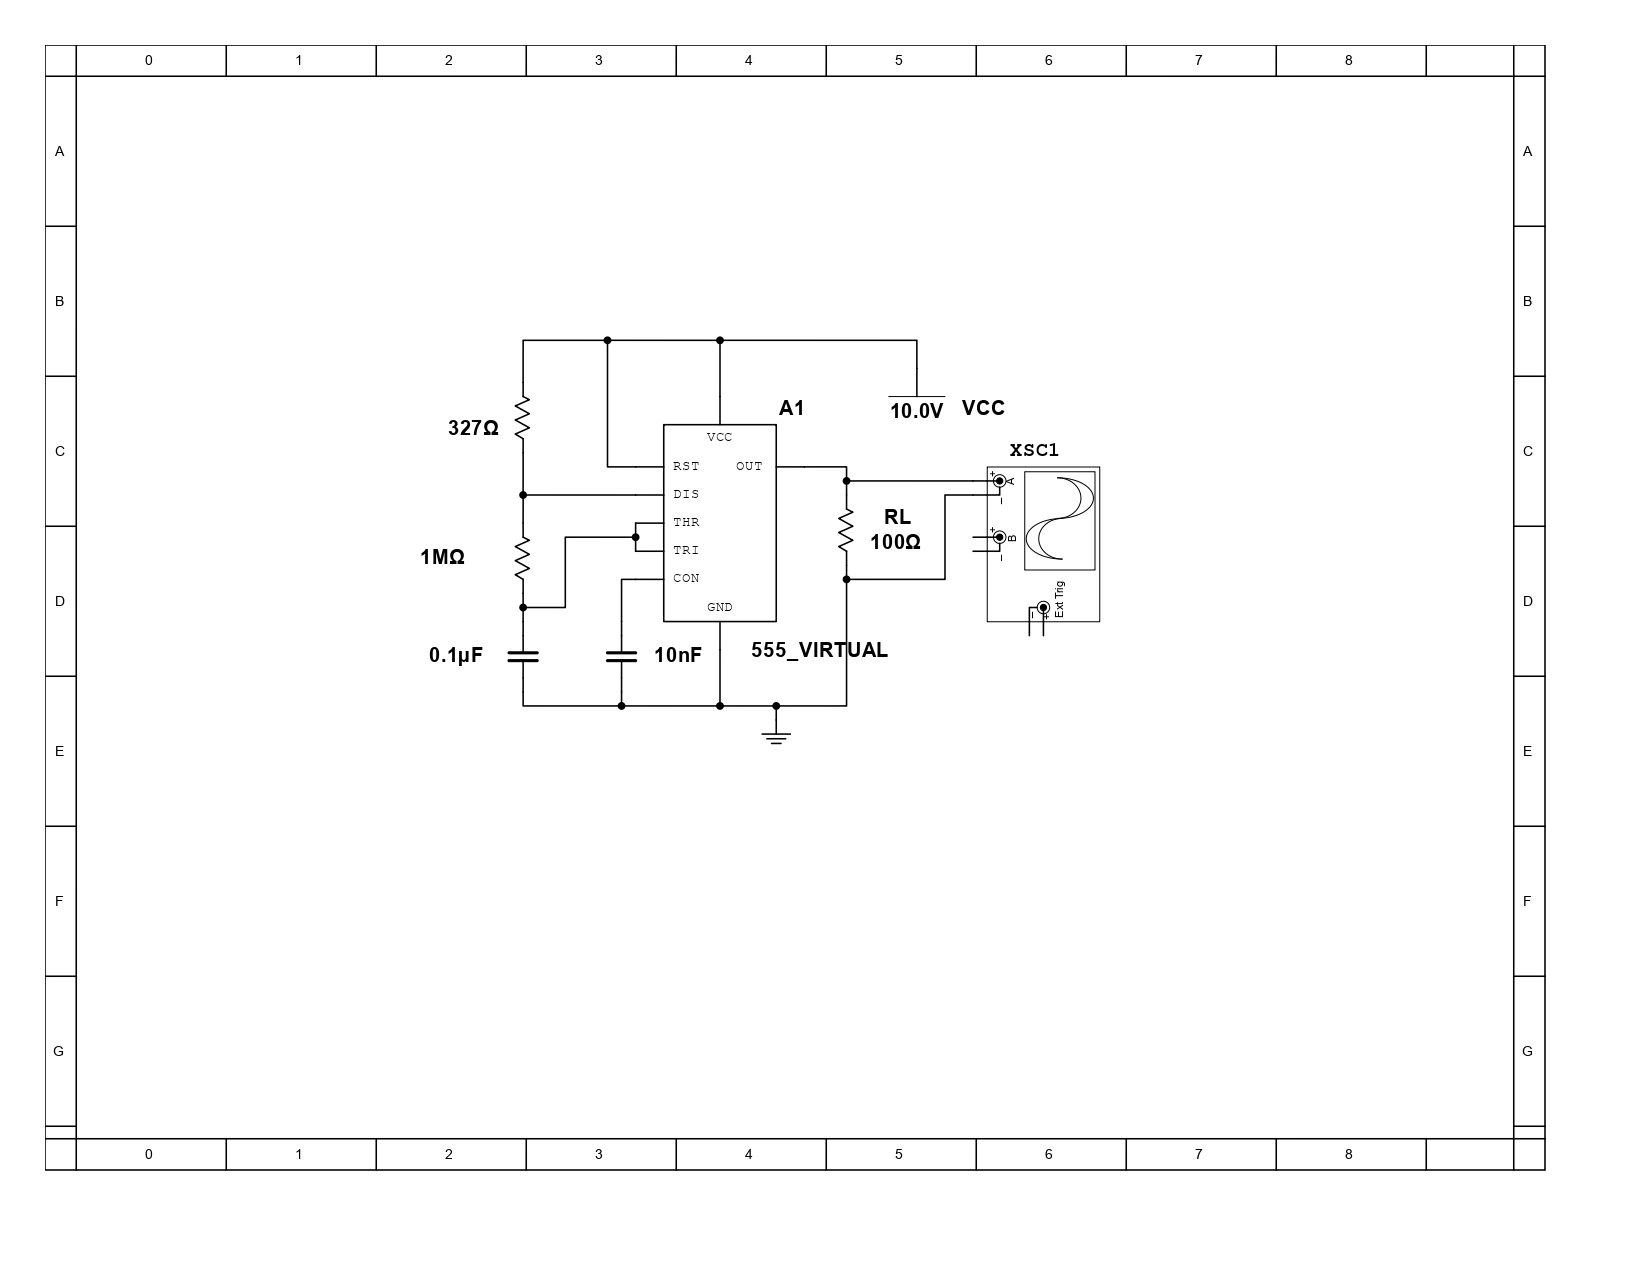 0 1 2 3 4 5 6 7 8
A A
B B
A1
10.0V VCC
327Ω
VCC
XSC1
C C
RST OUT
+ A
DIS
−
THR
RL
+ B
100Ω
TRI
1MΩ
−
CON
Ext Trig
− +
D D
GND
0.1µF 10nF 555_VIRTUAL
E E
F F
G G
0 1 2 3 4 5 6 7 8